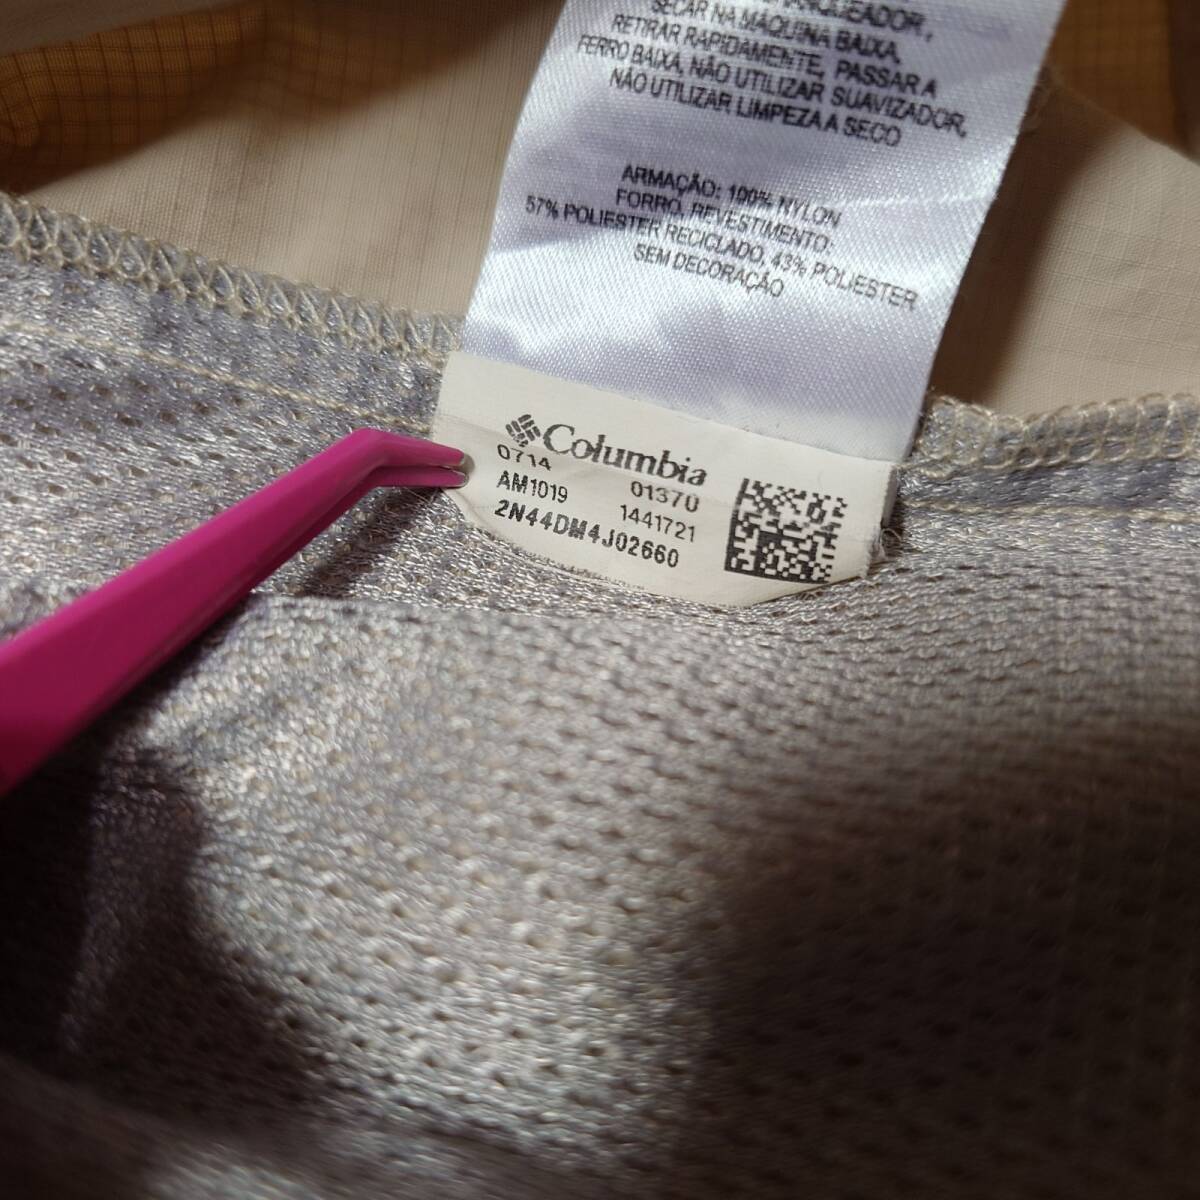 SECAR NA MÁQUINA BAIXA,
RETIRAR RAPIDAMENTE, PASSAR A
FERRO BAIXA, NÃO UTILIZAR SUAVIZADOR,
NÃO UTILIZAR LIMPEZA A SECO
ARMAÇÃO: 100% NYLON
FORRO, REVESTIMENTO:
57% POLIESTER RECICLADO, 43% POLIESTER
SEM DECORAÇÃO
Columbia
0714 01370
AM1019 1441721
2N44DM4J02660